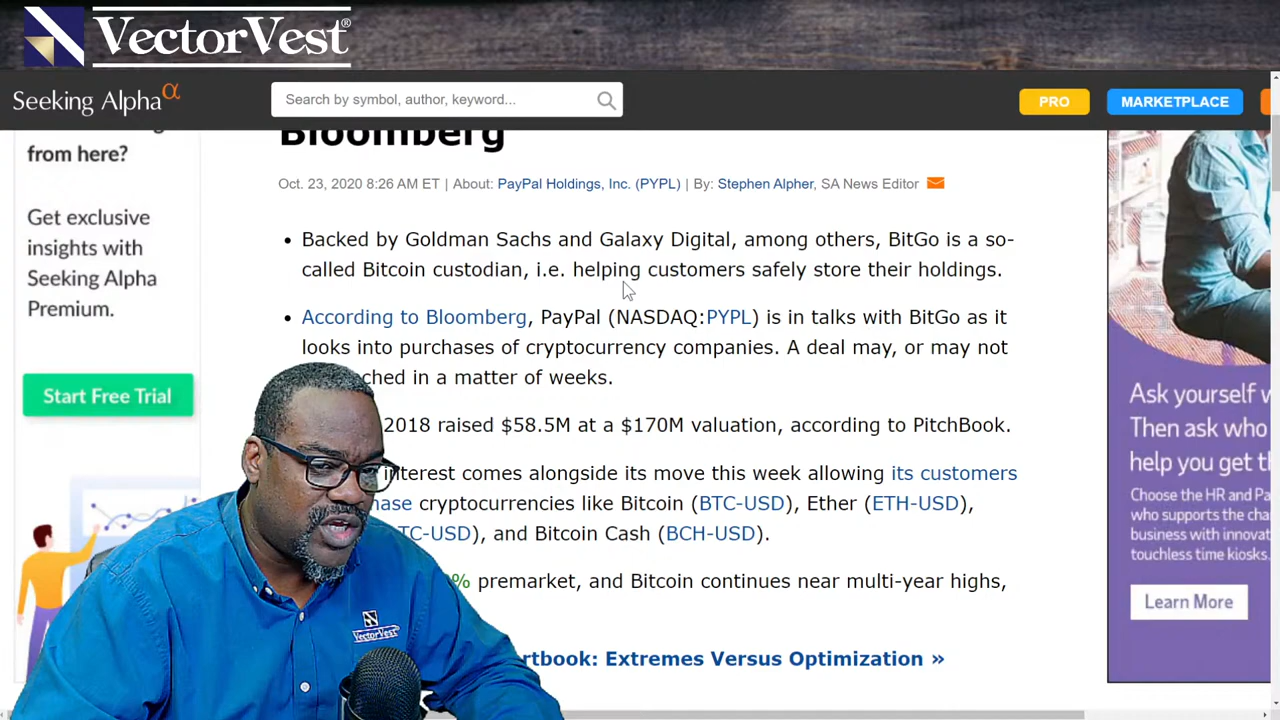 VectorVest®
Seeking Alpha α
Search by symbol, author, keyword...
PRO
MARKETPLACE
from here?
Get exclusive
insights with
Seeking Alpha
Premium.
Start Free Trial
Bloomberg
Oct. 23, 2020 8:26 AM ET | About: PayPal Holdings, Inc. (PYPL) | By: Stephen Alpher, SA News Editor
• Backed by Goldman Sachs and Galaxy Digital, among others, BitGo is a so-
called Bitcoin custodian, i.e. helping customers safely store their holdings.
• According to Bloomberg, PayPal (NASDAQ:PYPL) is in talks with BitGo as it
looks into purchases of cryptocurrency companies. A deal may, or may not
in a matter of weeks.
2018 raised $58.5M at a $170M valuation, according to PitchBook.
interest comes alongside its move this week allowing its customers
cryptocurrencies like Bitcoin (BTC-USD), Ether (ETH-USD),
TC-USD), and Bitcoin Cash (BCH-USD).
% premarket, and Bitcoin continues near multi-year highs,
rtbook: Extremes Versus Optimization »
Ask yourself
Then ask who
help you get
Choose the HR and
who supports the
business with
touchless time kiosks.
Learn More
VectorVest